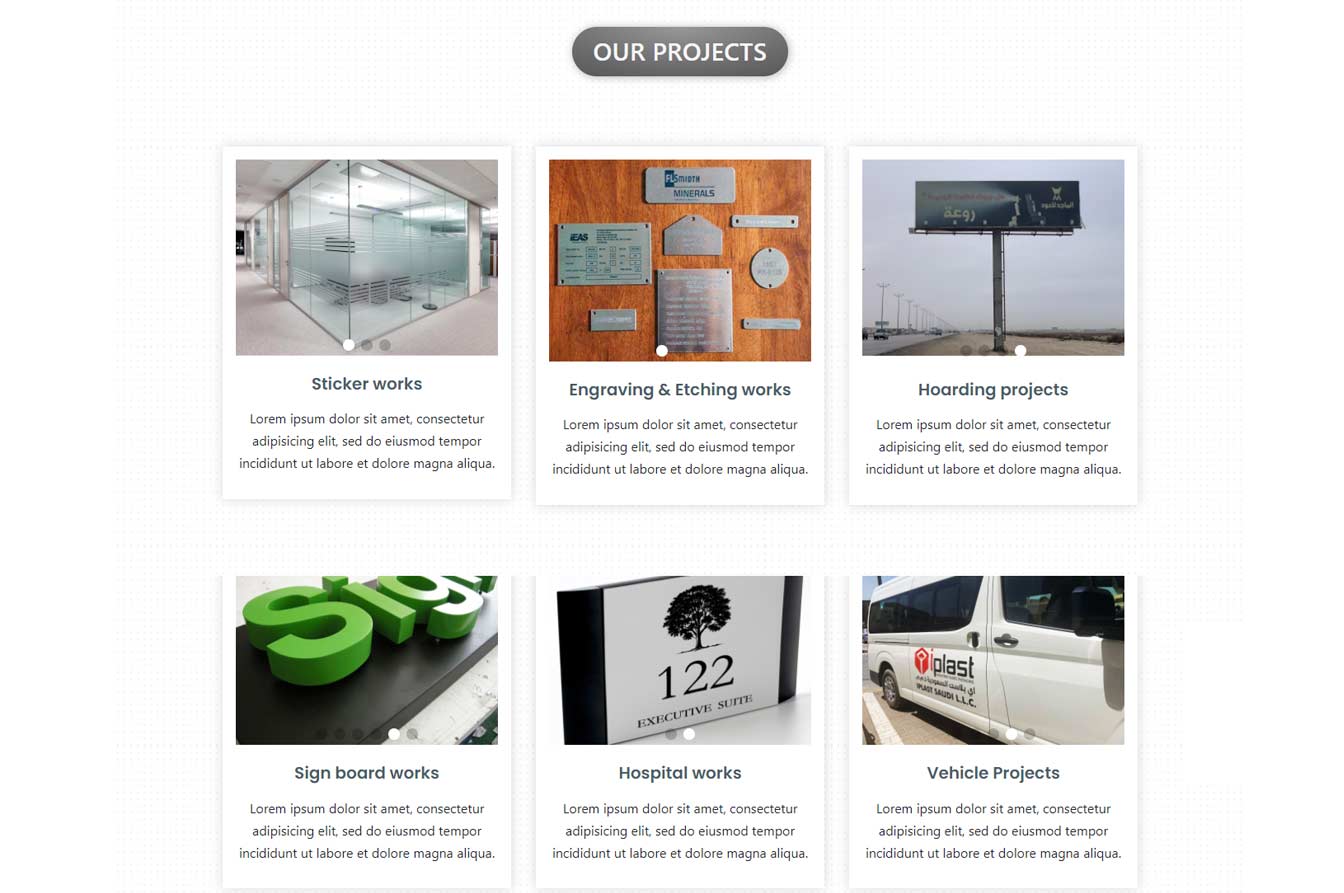 OUR PROJECTS
FLSMIDTH
MINERALS
iEAS
روعة
الماجد للعود
Sticker works
Lorem ipsum dolor sit amet, consectetur
adipisicing elit, sed do eiusmod tempor
incididunt ut labore et dolore magna aliqua.
Engraving & Etching works
Lorem ipsum dolor sit amet, consectetur
adipisicing elit, sed do eiusmod tempor
incididunt ut labore et dolore magna aliqua.
Hoarding projects
Lorem ipsum dolor sit amet, consectetur
adipisicing elit, sed do eiusmod tempor
incididunt ut labore et dolore magna aliqua.
Sig
122
EXECUTIVE SUITE
iplast
اي بلاست السعودية ذ.م.م
IPLAST SAUDI L.L.C.
Sign board works
Lorem ipsum dolor sit amet, consectetur
adipisicing elit, sed do eiusmod tempor
incididunt ut labore et dolore magna aliqua.
Hospital works
Lorem ipsum dolor sit amet, consectetur
adipisicing elit, sed do eiusmod tempor
incididunt ut labore et dolore magna aliqua.
Vehicle Projects
Lorem ipsum dolor sit amet, consectetur
adipisicing elit, sed do eiusmod tempor
incididunt ut labore et dolore magna aliqua.